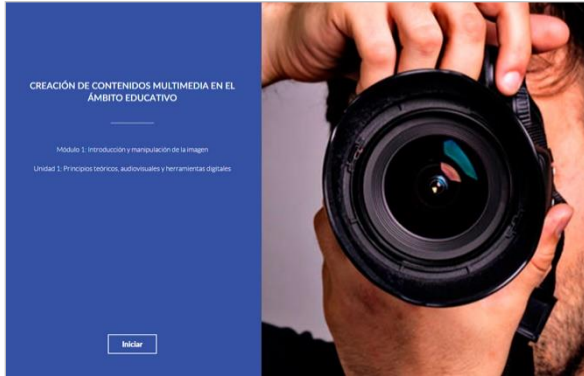 CREACIÓN DE CONTENIDOS MULTIMEDIA EN EL
ÁMBITO EDUCATIVO
Módulo 1: Introducción y manipulación de la imagen
Unidad 1: Principios teóricos, audiovisuales y herramientas digitales
Iniciar